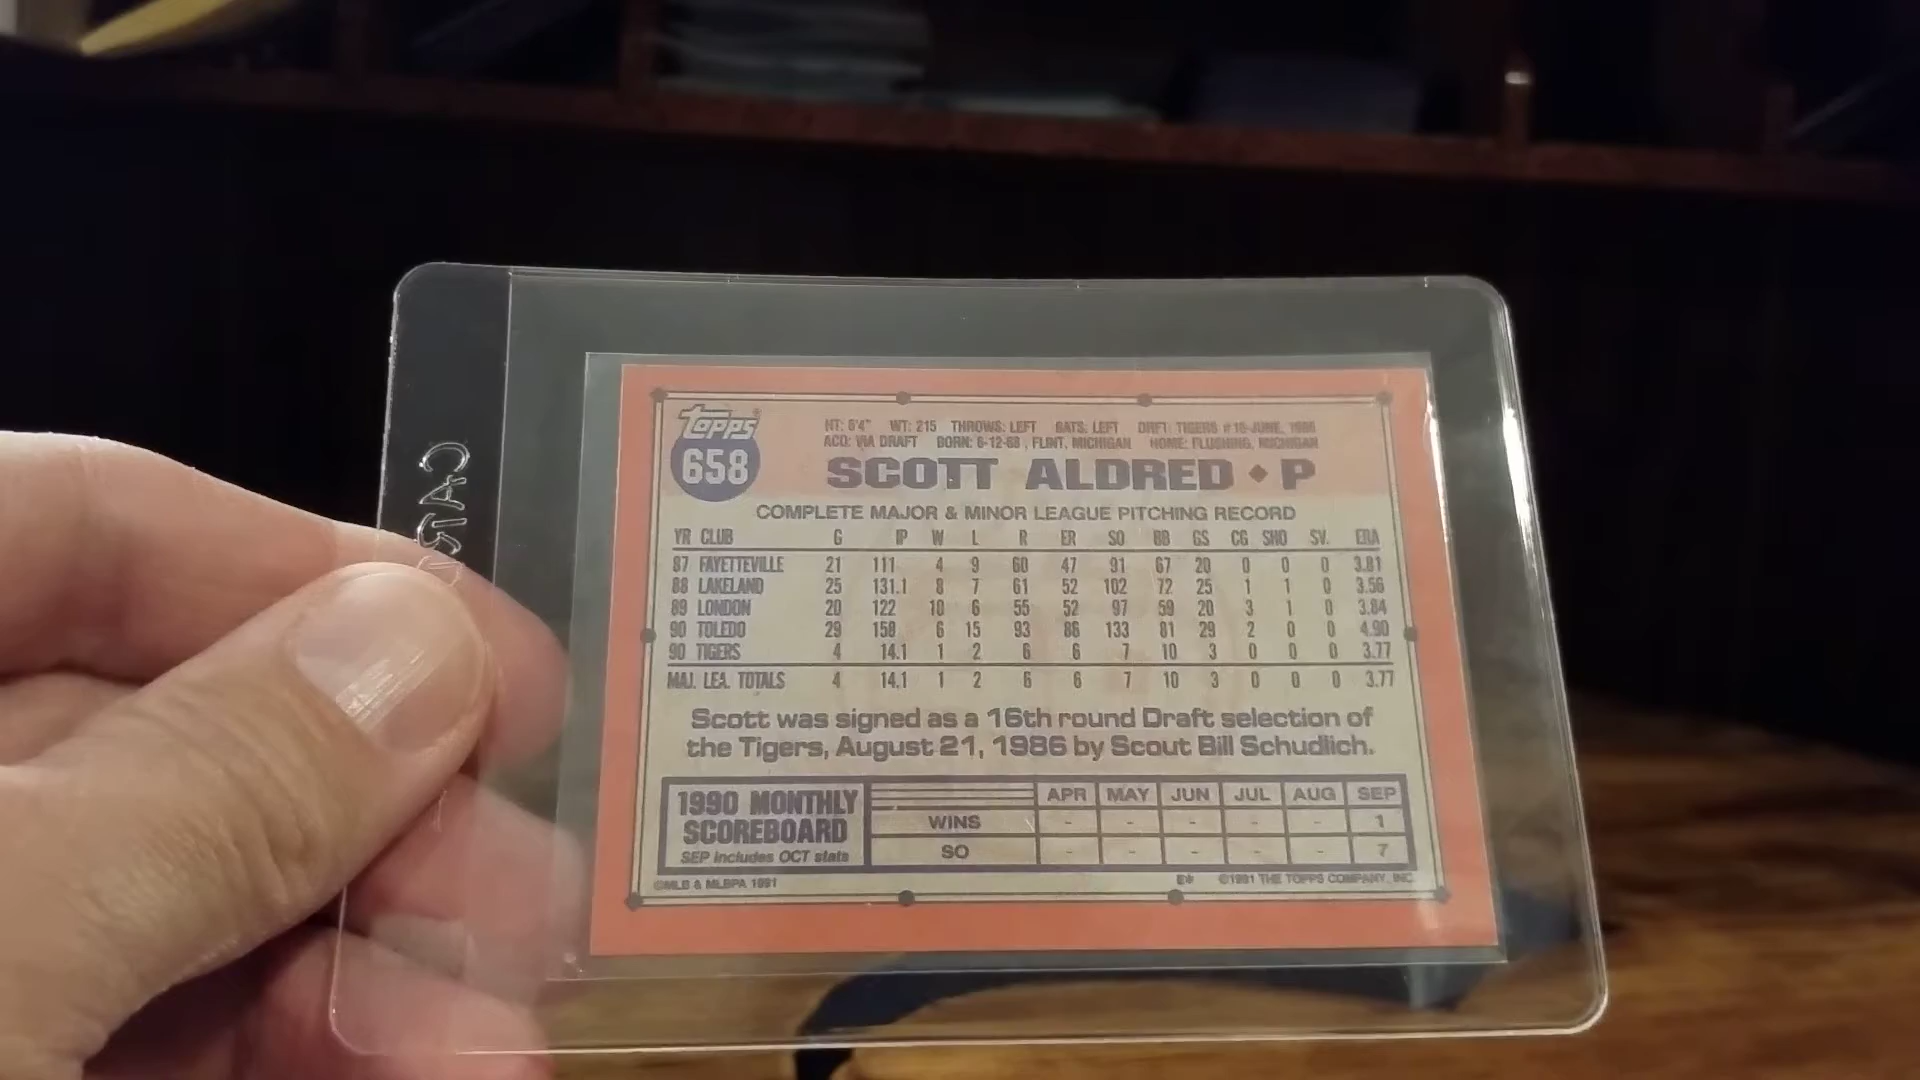 CASE
Topps
658
HT: 6'4" WT: 215 THROWS: LEFT BATS: LEFT DRFT: TIGERS #16-JUNE, 1986
ACQ: VIA DRAFT BORN: 6-12-68, FLINT, MICHIGAN HOME: FLUSHING, MICHIGAN
SCOTT ALDRED ◆ P
COMPLETE MAJOR & MINOR LEAGUE PITCHING RECORD
YR CLUB G IP W L R ER SO BB GS CG SHO SV. ERA
87 FAYETTEVILLE 21 111 4 9 60 47 91 67 20 0 0 0 3.81
88 LAKELAND 25 131.1 8 7 61 52 102 72 25 1 1 0 3.56
89 LONDON 20 122 10 6 55 52 97 59 20 3 1 0 3.84
90 TOLEDO 29 158 6 15 93 86 133 81 29 2 0 0 4.90
90 TIGERS 4 14.1 1 2 6 6 7 10 3 0 0 0 3.77
MAJ. LEA. TOTALS 4 14.1 1 2 6 6 7 10 3 0 0 0 3.77
Scott was signed as a 16th round Draft selection of
the Tigers, August 21, 1986 by Scout Bill Schudlich.
1990 MONTHLY
SCOREBOARD
SEP includes OCT stats
APR MAY JUN JUL AUG SEP
WINS - - - - - 1
SO - - - - - 7
©MLB & MLBPA 1991
E* ©1991 THE TOPPS COMPANY, INC.